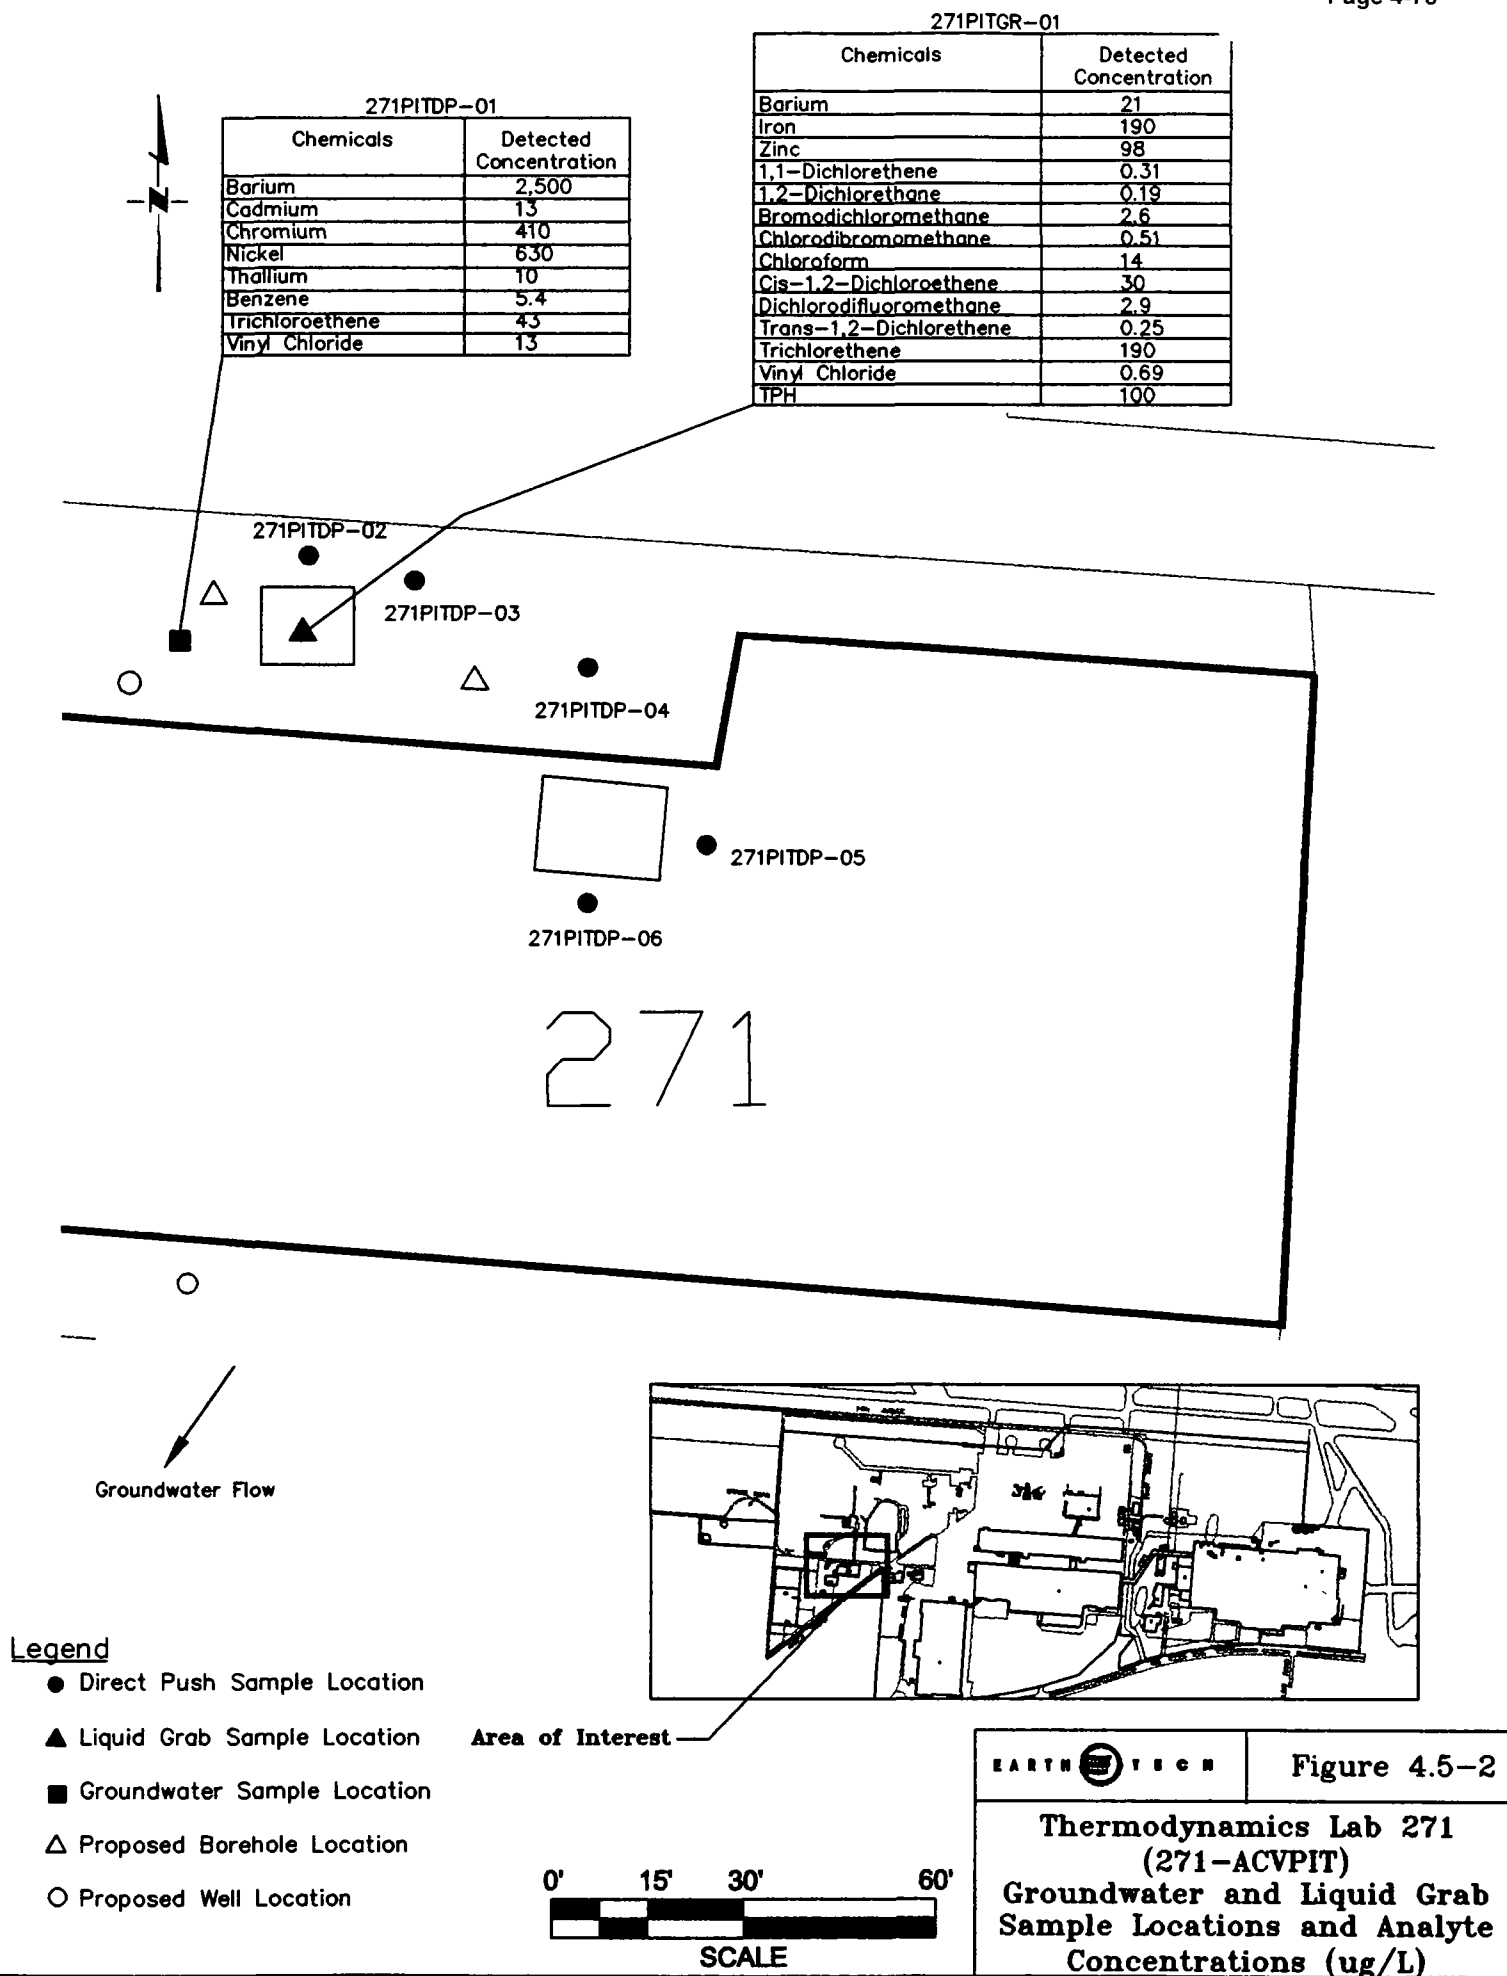 271PITGR-01
Chemicals Detected Concentration
Barium 21
Iron 190
Zinc 98
1,1-Dichlorethene 0.31
1,2-Dichlorethane 0.19
Bromodichloromethane 2.6
Chlorodibromomethane 0.51
Chloroform 14
Cis-1,2-Dichloroethene 30
Dichlorodifluoromethane 2.9
Trans-1,2-Dichlorethene 0.25
Trichlorethene 190
Vinyl Chloride 0.69
TPH 100
271PITDP-01
Chemicals Detected Concentration
Barium 2,500
Cadmium 13
Chromium 410
Nickel 630
Thallium 10
Benzene 5.4
Trichloroethene 43
Vinyl Chloride 13
N
271PITDP-02
271PITDP-03
271PITDP-04
271PITDP-05
271PITDP-06
271
Groundwater Flow
Legend
Direct Push Sample Location
Liquid Grab Sample Location
Groundwater Sample Location
Proposed Borehole Location
Proposed Well Location
Area of Interest
0' 15' 30' 60'
SCALE
EARTH TECH
Figure 4.5-2
Thermodynamics Lab 271
(271-ACVPIT)
Groundwater and Liquid Grab
Sample Locations and Analyte
Concentrations (ug/L)